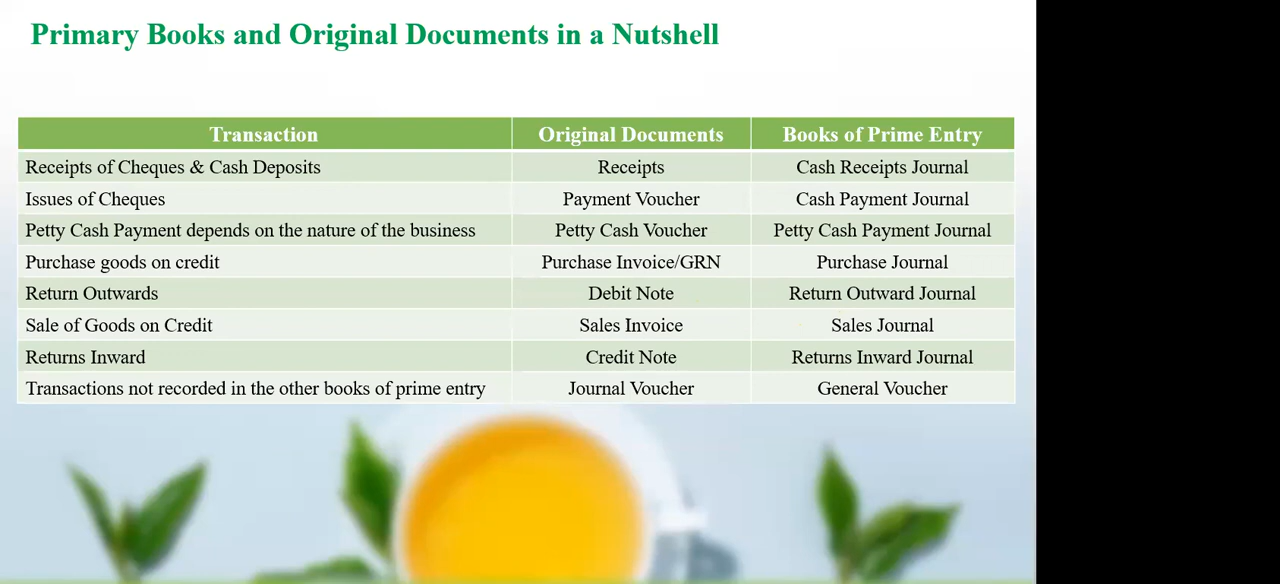 Primary Books and Original Documents in a Nutshell
Transaction Original Documents Books of Prime Entry
Receipts of Cheques & Cash Deposits Receipts Cash Receipts Journal
Issues of Cheques Payment Voucher Cash Payment Journal
Petty Cash Payment depends on the nature of the business Petty Cash Voucher Petty Cash Payment Journal
Purchase goods on credit Purchase Invoice/GRN Purchase Journal
Return Outwards Debit Note Return Outward Journal
Sale of Goods on Credit Sales Invoice Sales Journal
Returns Inward Credit Note Returns Inward Journal
Transactions not recorded in the other books of prime entry Journal Voucher General Voucher